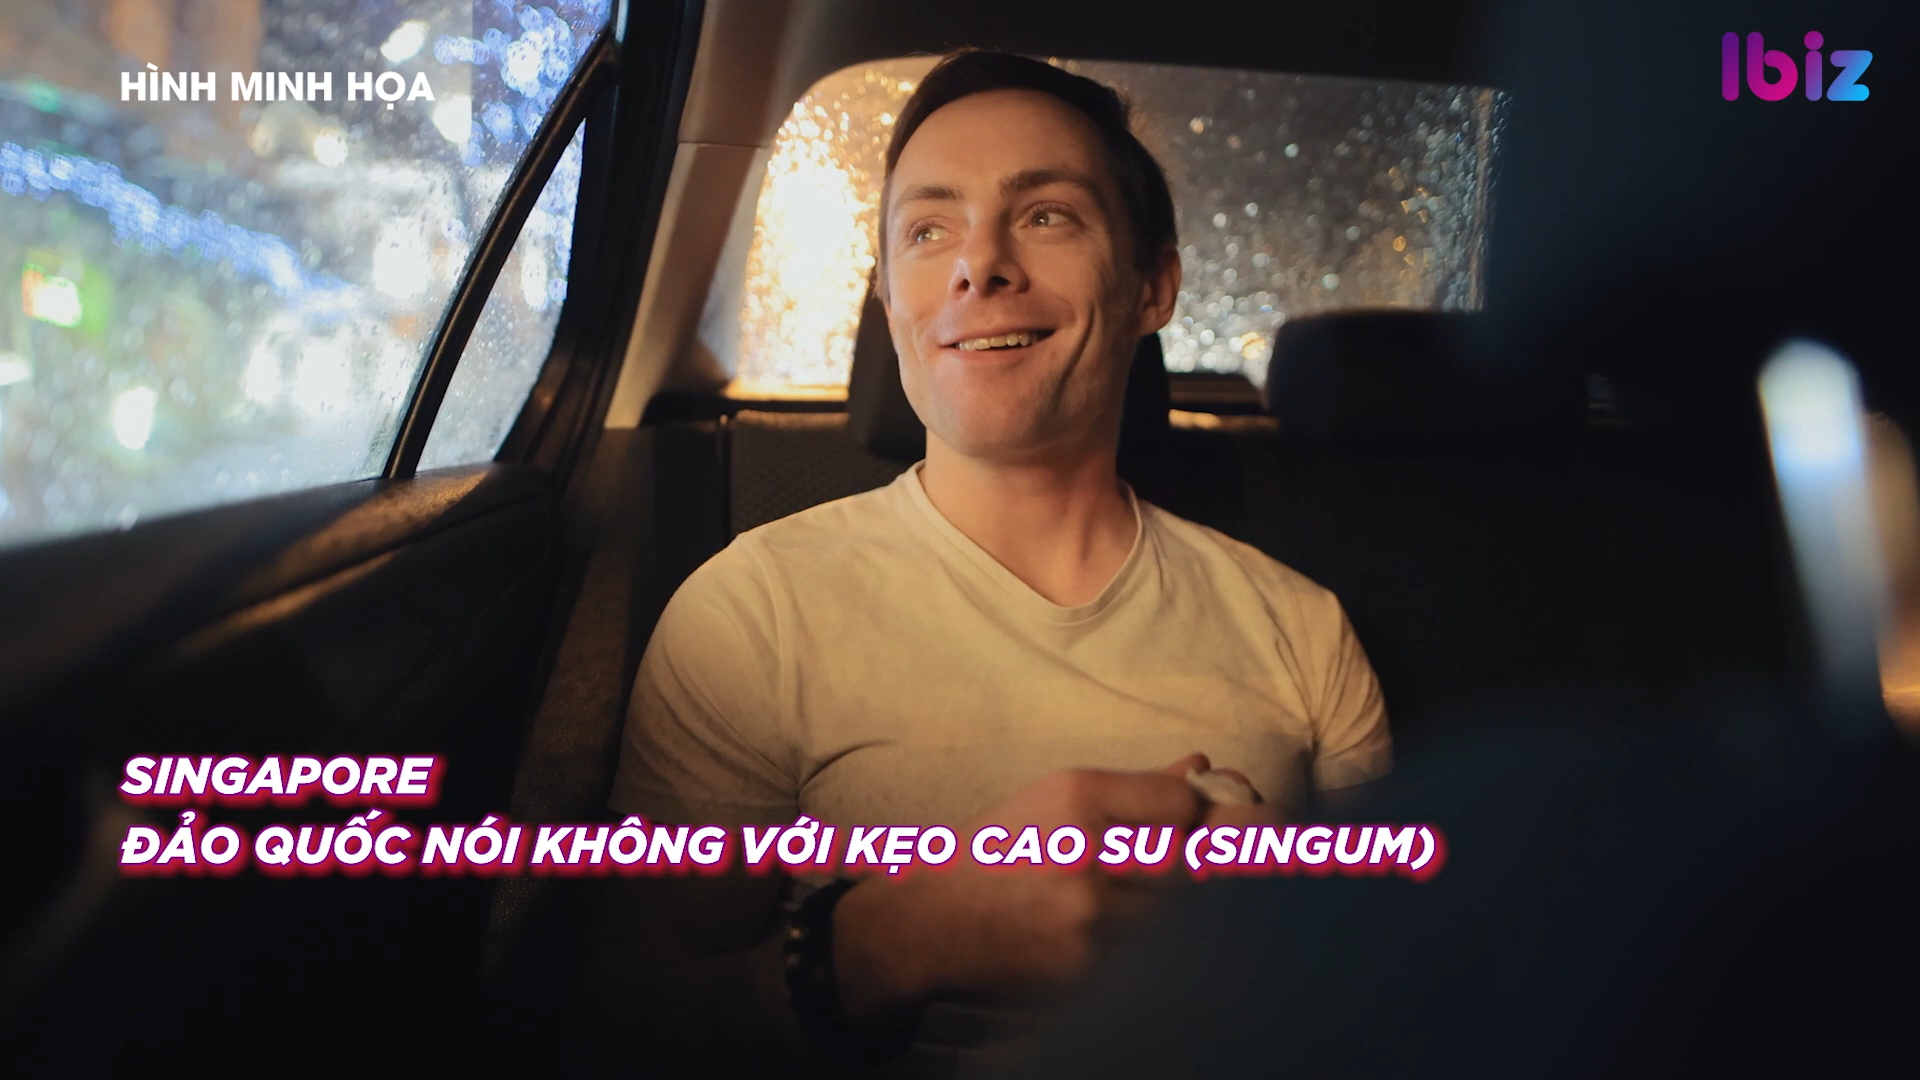 HÌNH MINH HỌA
Ibiz
SINGAPORE
ĐẢO QUỐC NÓI KHÔNG VỚI KẸO CAO SU (SINGUM)